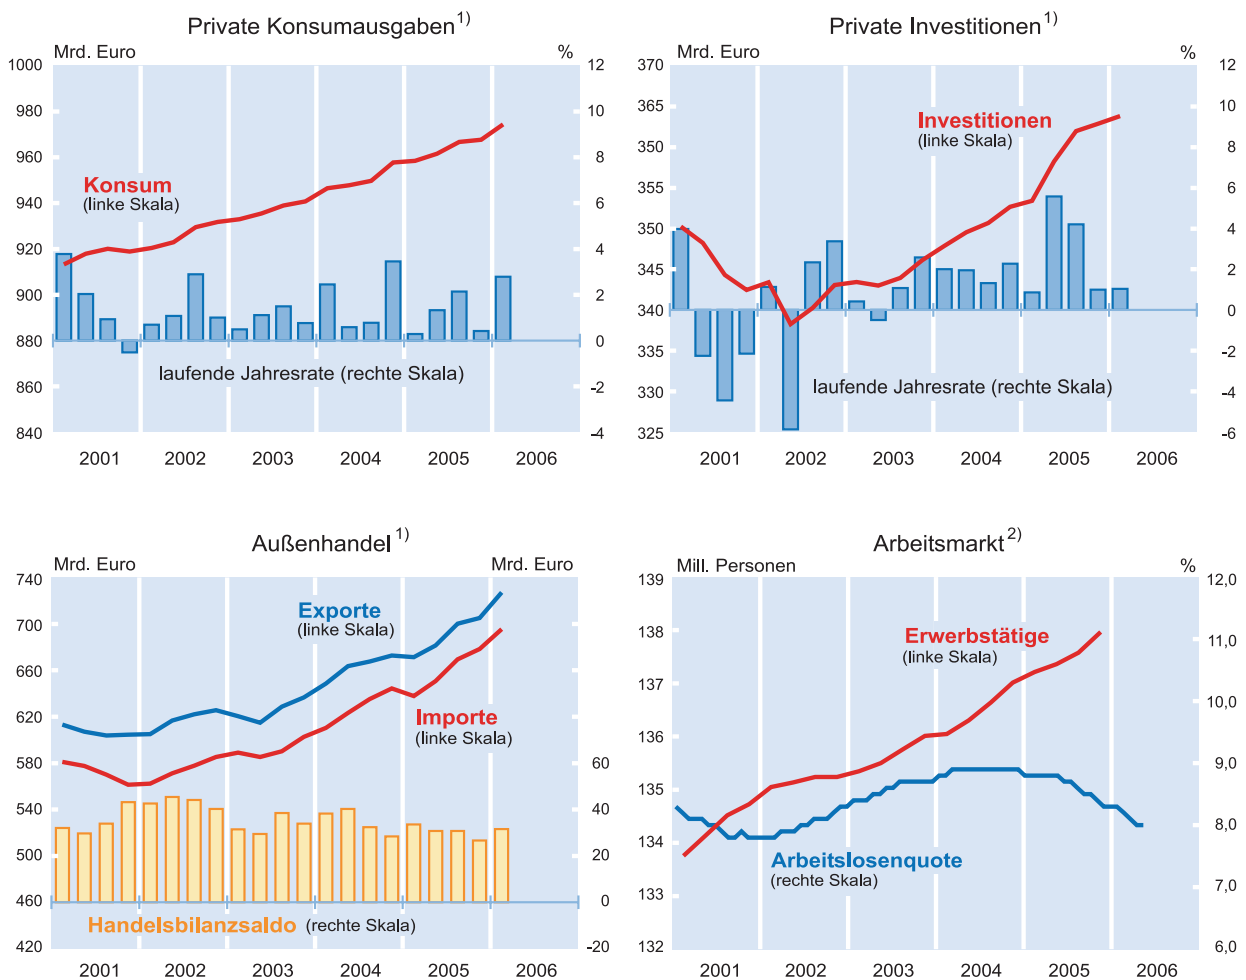 Private Konsumausgaben 1)
Mrd. Euro %
1000 12
980 10
960 8
940 6
920 4
900 2
880 0
860 -2
840 -4
Konsum
(linke Skala)
laufende Jahresrate (rechte Skala)
2001 2002 2003 2004 2005 2006
Private Investitionen 1)
Mrd. Euro %
370 12
365 10
360
355 8
350 6
345 4
340 2
335 0
330 -2
325 -4
-6
Investitionen
(linke Skala)
laufende Jahresrate (rechte Skala)
2001 2002 2003 2004 2005 2006
Außenhandel 1)
Mrd. Euro Mrd. Euro
740
700
660
620
580 60
540 40
500 20
460 0
420 -20
Exporte
(linke Skala)
Importe
(linke Skala)
Handelsbilanzsaldo (rechte Skala)
2001 2002 2003 2004 2005 2006
Arbeitsmarkt 2)
Mill. Personen %
139 12,0
138 11,0
137 10,0
136 9,0
135 8,0
134 7,0
133 6,0
132
Erwerbstätige
(linke Skala)
Arbeitslosenquote
(rechte Skala)
2001 2002 2003 2004 2005 2006